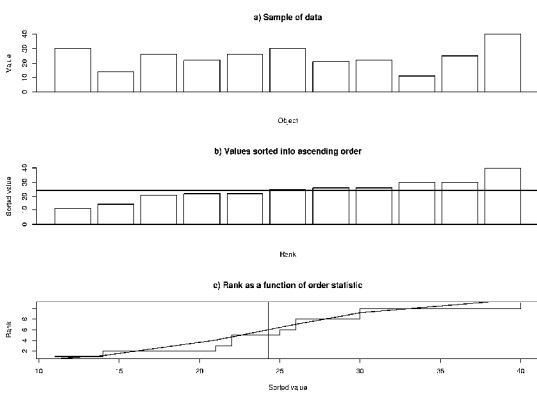 a) Sample of data
Value
0 10 20 30 40
Object
b) Values sorted into ascending order
Sorted value
0 10 20 30 40
Rank
c) Rank as a function of order statistic
Rank
2 4 6 8
10 15 20 25 30 35 40
Sorted value